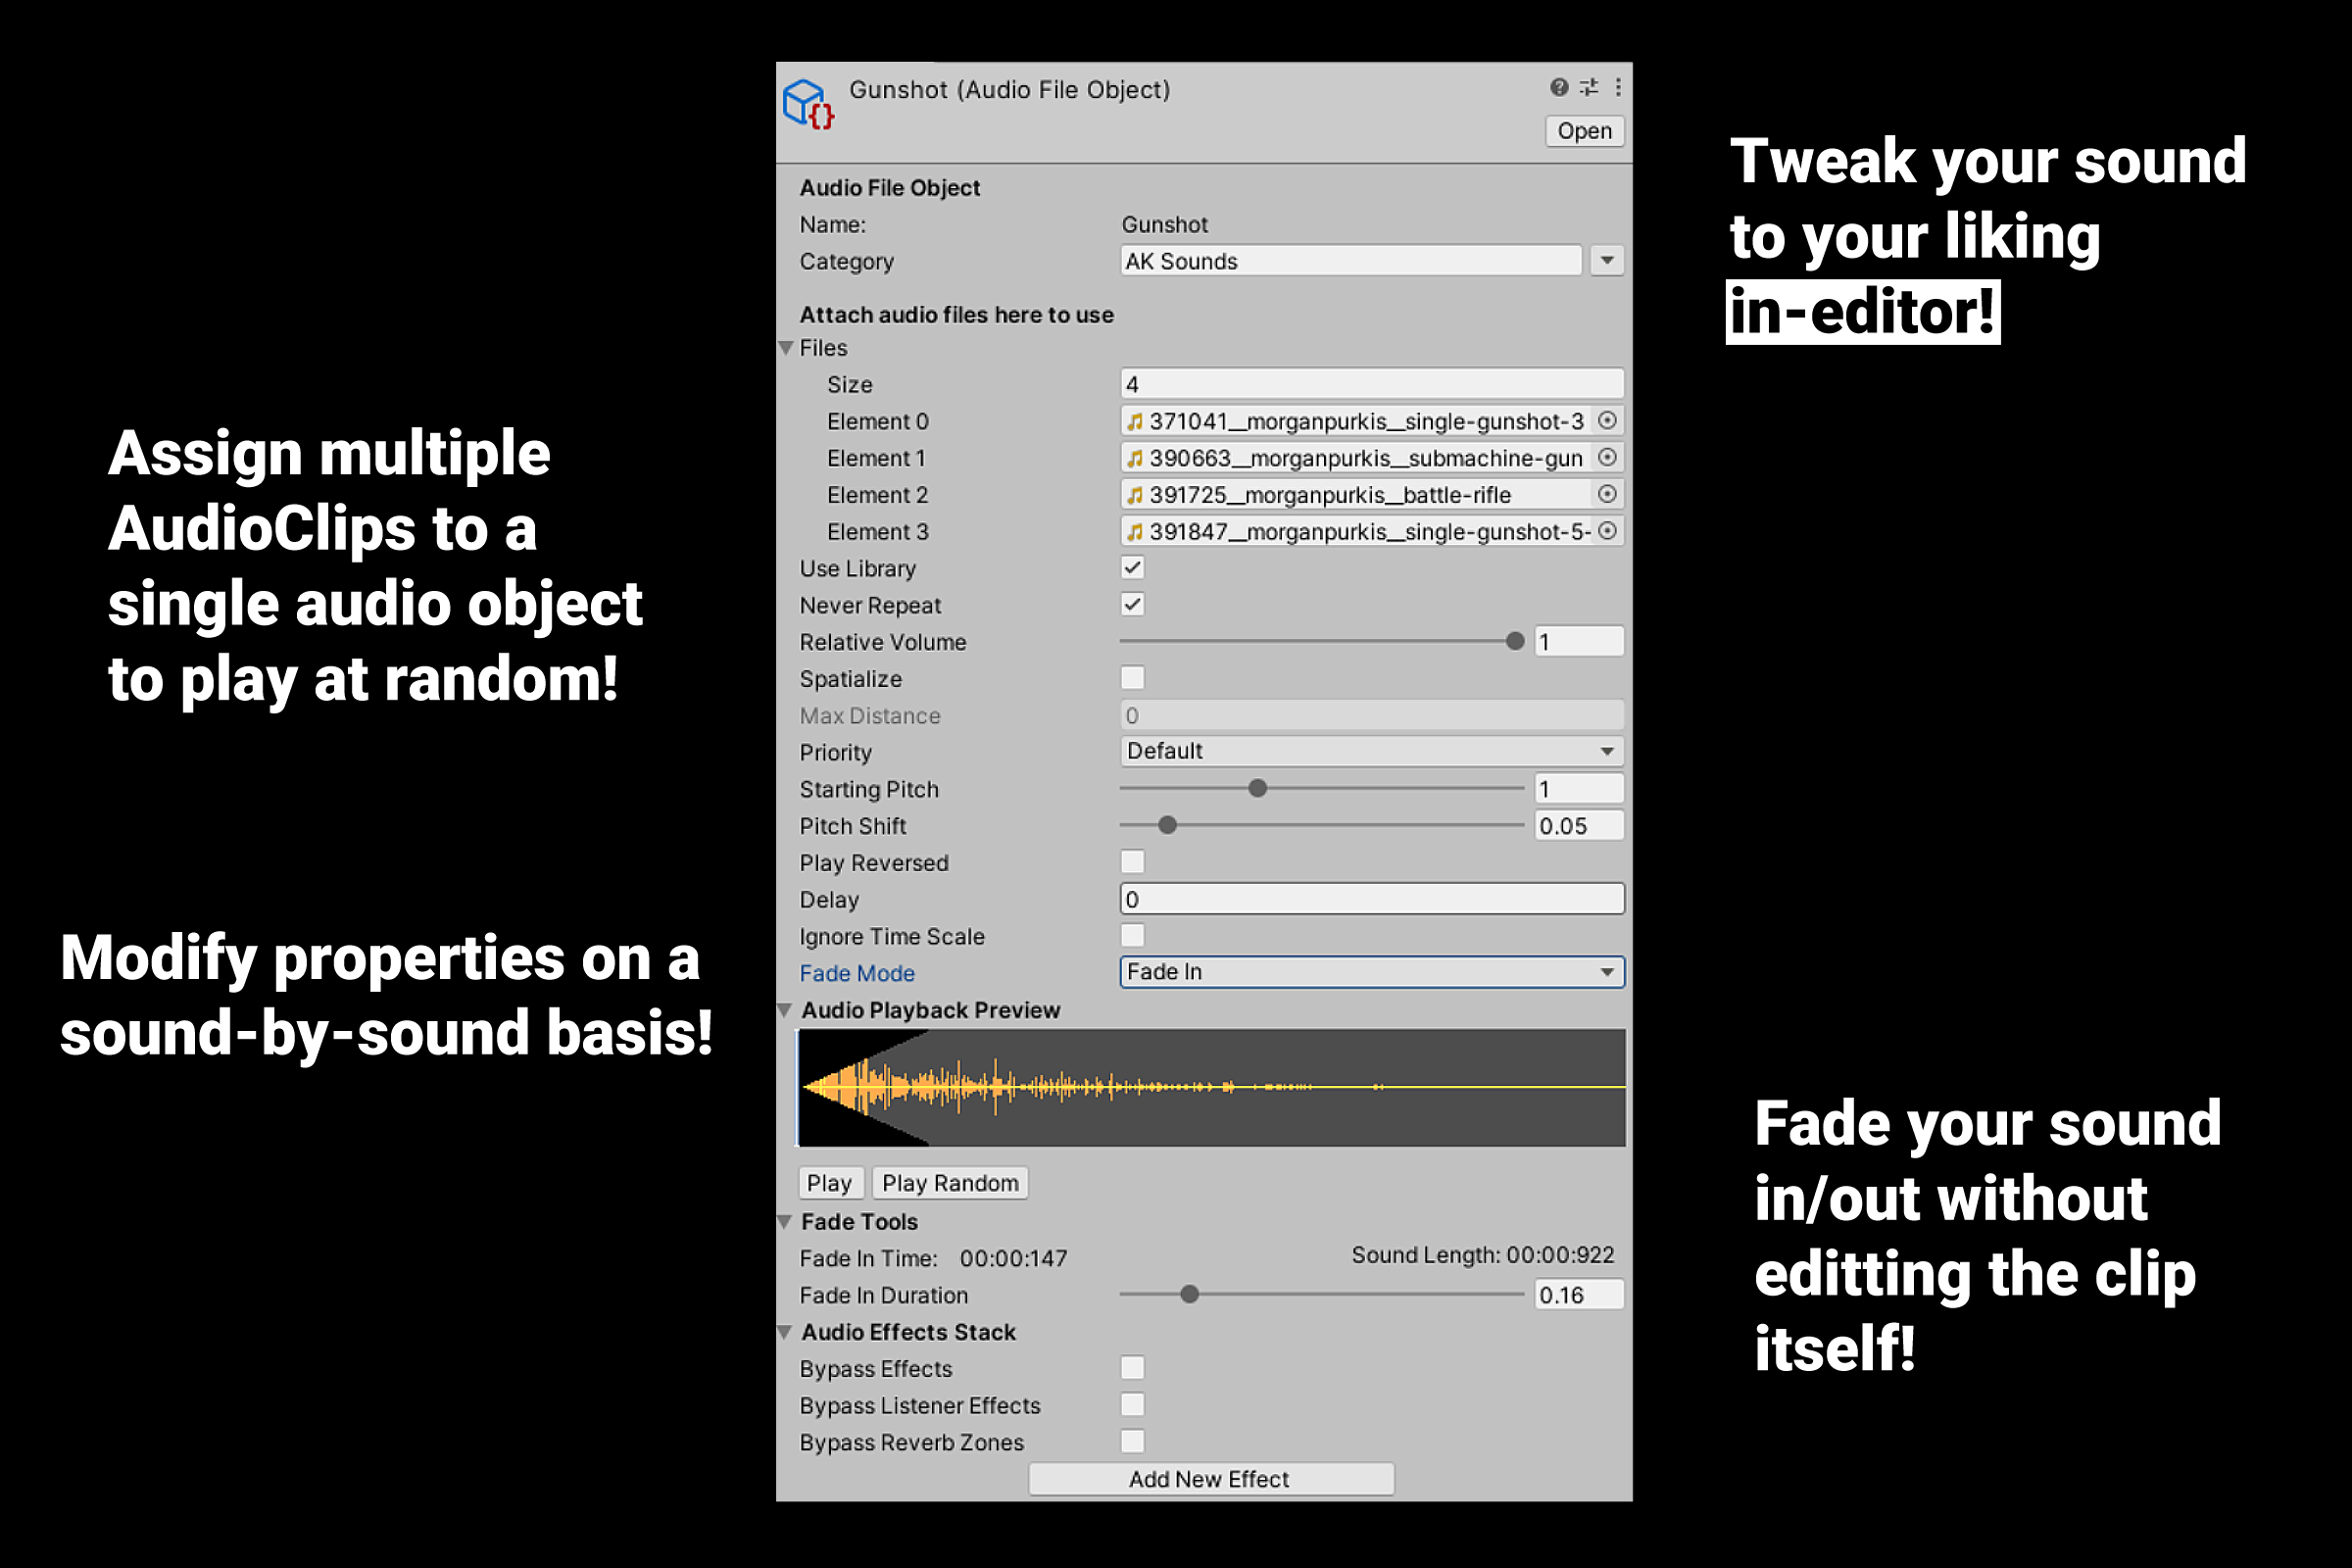 Gunshot (Audio File Object)
Open
Audio File Object
Name: Gunshot
Category AK Sounds
Attach audio files here to use
Files
Size 4
Element 0 371041__morganpurkis__single-gunshot-3
Element 1 390663__morganpurkis__submachine-gun
Element 2 391725__morganpurkis__battle-rifle
Element 3 391847__morganpurkis__single-gunshot-5-
Use Library
Never Repeat
Relative Volume 1
Spatialize
Max Distance 0
Priority Default
Starting Pitch 1
Pitch Shift 0.05
Play Reversed
Delay 0
Ignore Time Scale
Fade Mode Fade In
Audio Playback Preview
Play Play Random
Fade Tools
Fade In Time: 00:00:147 Sound Length: 00:00:922
Fade In Duration 0.16
Audio Effects Stack
Bypass Effects
Bypass Listener Effects
Bypass Reverb Zones
Add New Effect
Assign multiple
AudioClips to a
single audio object
to play at random!
Modify properties on a
sound-by-sound basis!
Tweak your sound
to your liking
in-editor!
Fade your sound
in/out without
editting the clip
itself!